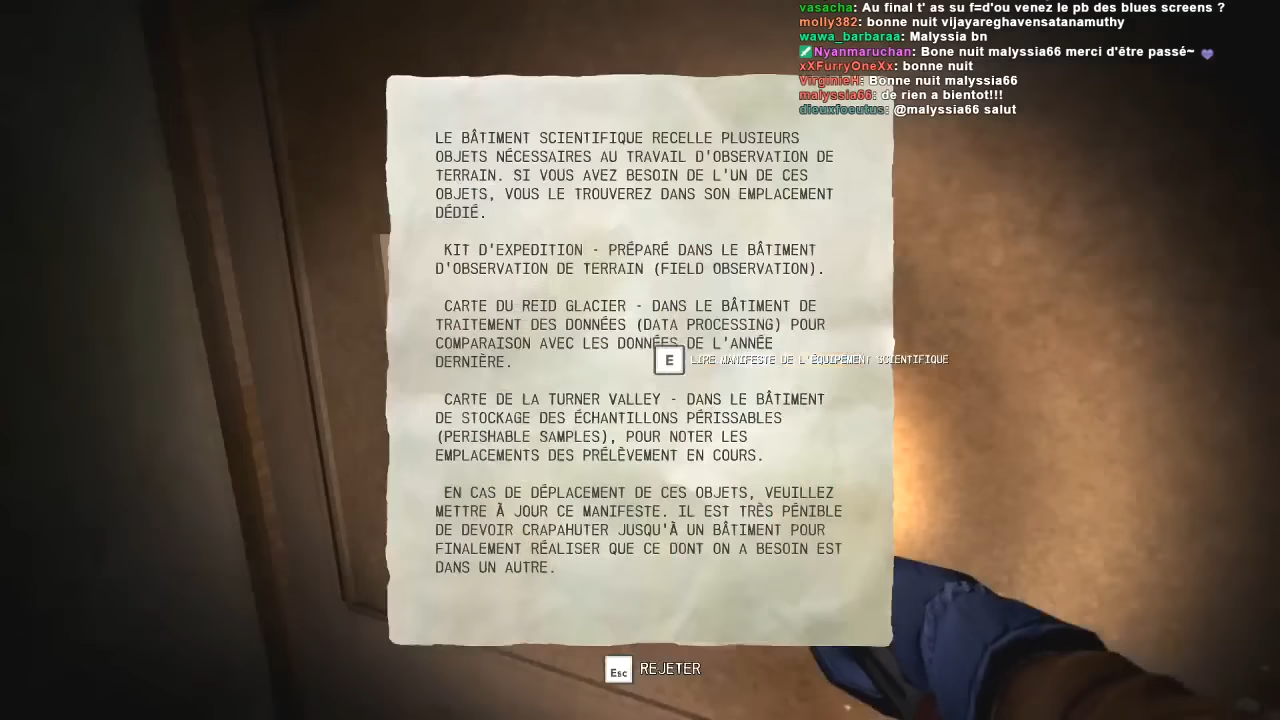 vasacha: Au final t' as su f=d'ou venez le pb des blues screens ?
molly382: bonne nuit vijayareghavensatanamuthy
wawa_barbaraa: Malyssia bn
Nyanmaruchan: Bone nuit malyssia66 merci d'être passé~
xXFurryOneXx: bonne nuit
VirginieH: Bonne nuit malyssia66
malyssia66: de rien a bientot!!!
dieuxfoeutus: @malyssia66 salut
LE BÂTIMENT SCIENTIFIQUE RECELLE PLUSIEURS
OBJETS NÉCESSAIRES AU TRAVAIL D'OBSERVATION DE
TERRAIN. SI VOUS AVEZ BESOIN DE L'UN DE CES
OBJETS, VOUS LE TROUVEREZ DANS SON EMPLACEMENT
DÉDIÉ.
KIT D'EXPEDITION - PRÉPARÉ DANS LE BÂTIMENT
D'OBSERVATION DE TERRAIN (FIELD OBSERVATION).
CARTE DU REID GLACIER - DANS LE BÂTIMENT DE
TRAITEMENT DES DONNÉES (DATA PROCESSING) POUR
COMPARAISON AVEC LES DONNÉES DE L'ANNÉE
DERNIÈRE.
E LIRE MANIFESTE DE L'ÉQUIPEMENT SCIENTIFIQUE
CARTE DE LA TURNER VALLEY - DANS LE BÂTIMENT
DE STOCKAGE DES ÉCHANTILLONS PÉRISSABLES
(PERISHABLE SAMPLES), POUR NOTER LES
EMPLACEMENTS DES PRÉLÈVEMENT EN COURS.
EN CAS DE DÉPLACEMENT DE CES OBJETS, VEUILLEZ
METTRE À JOUR CE MANIFESTE. IL EST TRÈS PÉNIBLE
DE DEVOIR CRAPAHUTER JUSQU'À UN BÂTIMENT POUR
FINALEMENT RÉALISER QUE CE DONT ON A BESOIN EST
DANS UN AUTRE.
Esc REJETER